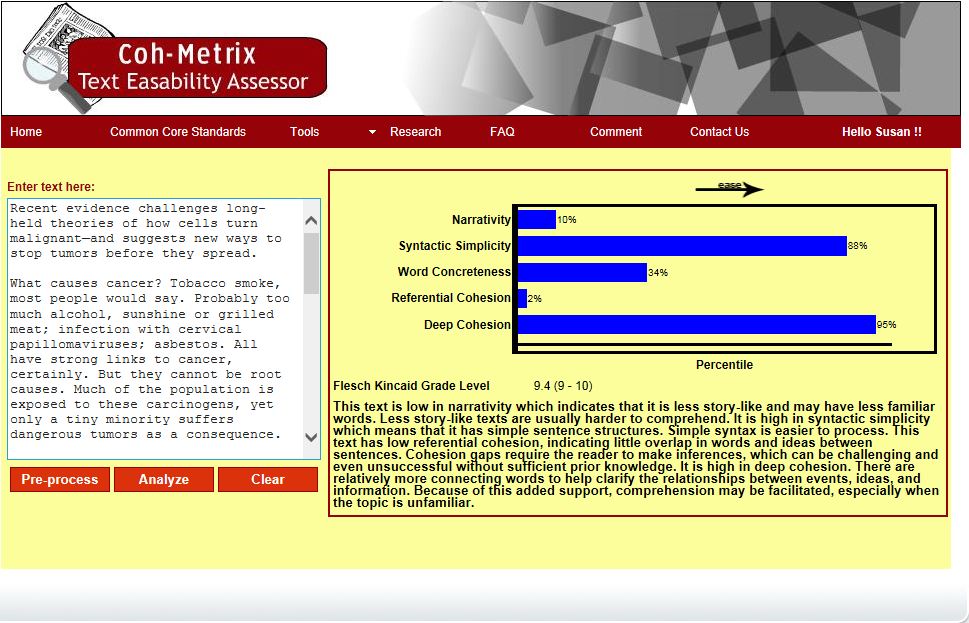 Coh-Metrix
Text Easability Assessor
Home Common Core Standards Tools Research FAQ Comment Contact Us Hello Susan !!
Enter text here:
Recent evidence challenges long-
held theories of how cells turn
malignant—and suggests new ways to
stop tumors before they spread.
What causes cancer? Tobacco smoke,
most people would say. Probably too
much alcohol, sunshine or grilled
meat; infection with cervical
papillomaviruses; asbestos. All
have strong links to cancer,
certainly. But they cannot be root
causes. Much of the population is
exposed to these carcinogens, yet
only a tiny minority suffers
dangerous tumors as a consequence.
Pre-process Analyze Clear
ease
Narrativity 10%
Syntactic Simplicity 88%
Word Concreteness 34%
Referential Cohesion 2%
Deep Cohesion 95%
Percentile
Flesch Kincaid Grade Level 9.4 (9 - 10)
This text is low in narrativity which indicates that it is less story-like and may have less familiar
words. Less story-like texts are usually harder to comprehend. It is high in syntactic simplicity
which means that it has simple sentence structures. Simple syntax is easier to process. This
text has low referential cohesion, indicating little overlap in words and ideas between
sentences. Cohesion gaps require the reader to make inferences, which can be challenging and
even unsuccessful without sufficient prior knowledge. It is high in deep cohesion. There are
relatively more connecting words to help clarify the relationships between events, ideas, and
information. Because of this added support, comprehension may be facilitated, especially when
the topic is unfamiliar.